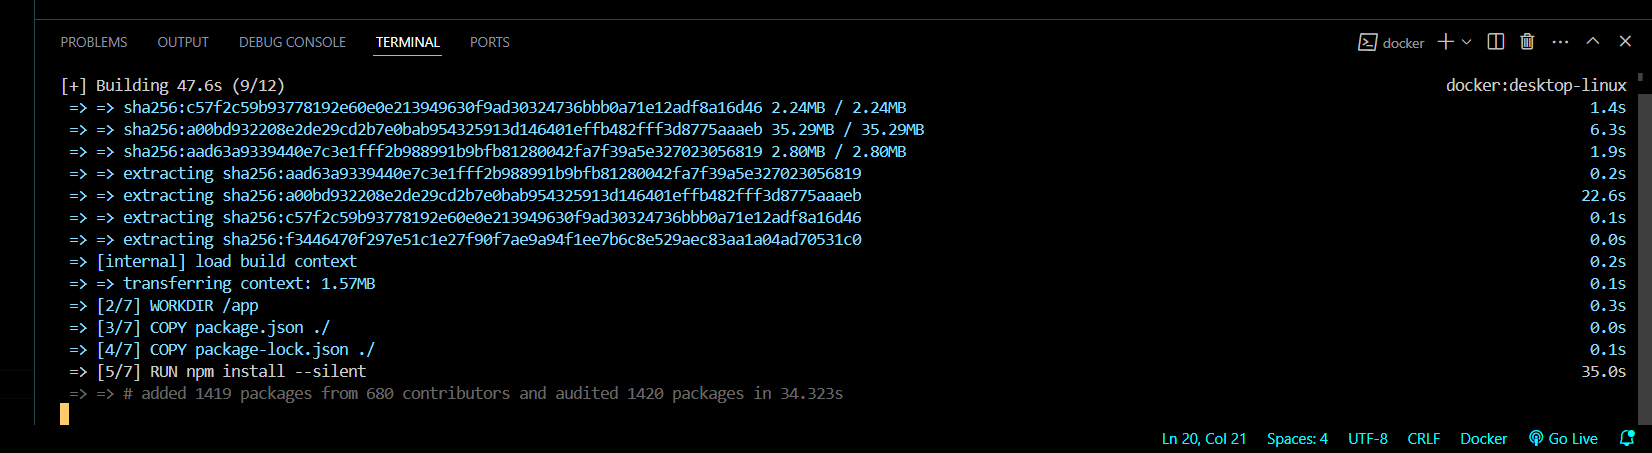 PROBLEMS OUTPUT DEBUG CONSOLE TERMINAL PORTS docker
[+] Building 47.6s (9/12) docker:desktop-linux
=> => sha256:c57f2c59b93778192e60e0e213949630f9ad30324736bbb0a71e12adf8a16d46 2.24MB / 2.24MB 1.4s
=> => sha256:a00bd932208e2de29cd2b7e0bab954325913d146401effb482fff3d8775aaaeb 35.29MB / 35.29MB 6.3s
=> => sha256:aad63a9339440e7c3e1fff2b988991b9bfb81280042fa7f39a5e327023056819 2.80MB / 2.80MB 1.9s
=> => extracting sha256:aad63a9339440e7c3e1fff2b988991b9bfb81280042fa7f39a5e327023056819 0.2s
=> => extracting sha256:a00bd932208e2de29cd2b7e0bab954325913d146401effb482fff3d8775aaaeb 22.6s
=> => extracting sha256:c57f2c59b93778192e60e0e213949630f9ad30324736bbb0a71e12adf8a16d46 0.1s
=> => extracting sha256:f3446470f297e51c1e27f90f7ae9a94f1ee7b6c8e529aec83aa1a04ad70531c0 0.0s
=> [internal] load build context 0.2s
=> => transferring context: 1.57MB 0.1s
=> [2/7] WORKDIR /app 0.3s
=> [3/7] COPY package.json ./ 0.0s
=> [4/7] COPY package-lock.json ./ 0.1s
=> [5/7] RUN npm install --silent 35.0s
=> => # added 1419 packages from 680 contributors and audited 1420 packages in 34.323s
Ln 20, Col 21 Spaces: 4 UTF-8 CRLF Docker Go Live